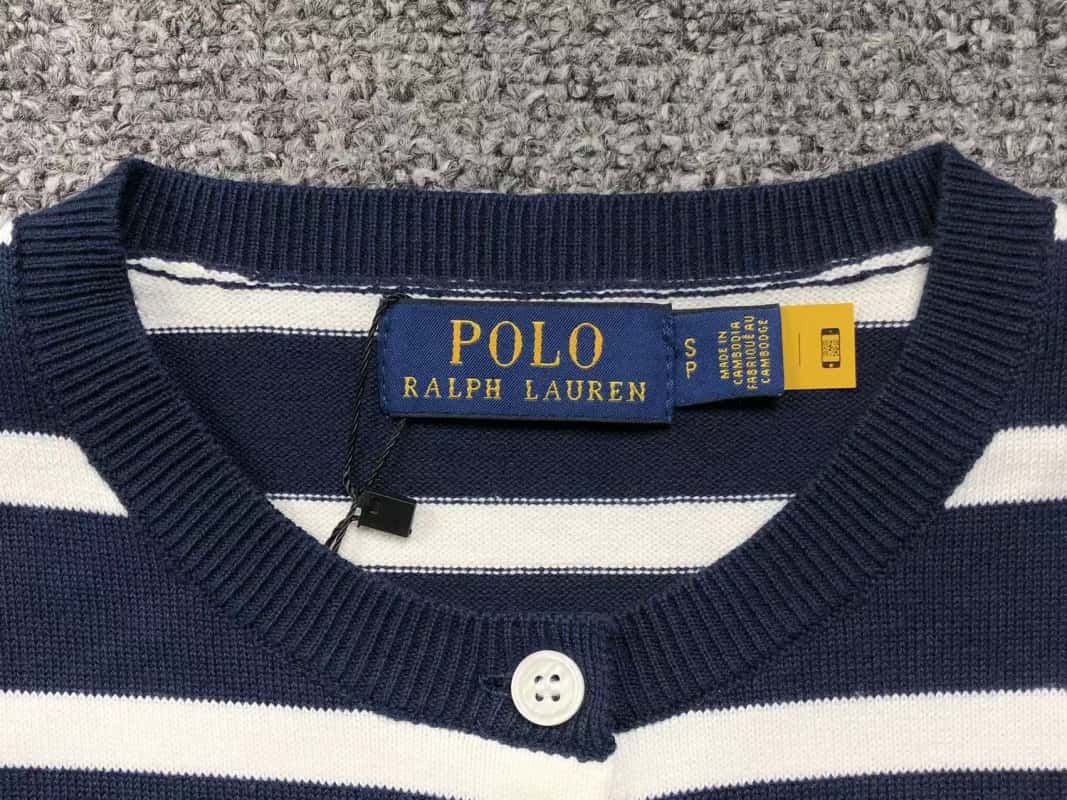 POLO
RALPH LAUREN
S
P
MADE IN
CAMBODIA
FABRIQUÉ AU
CAMBODGE